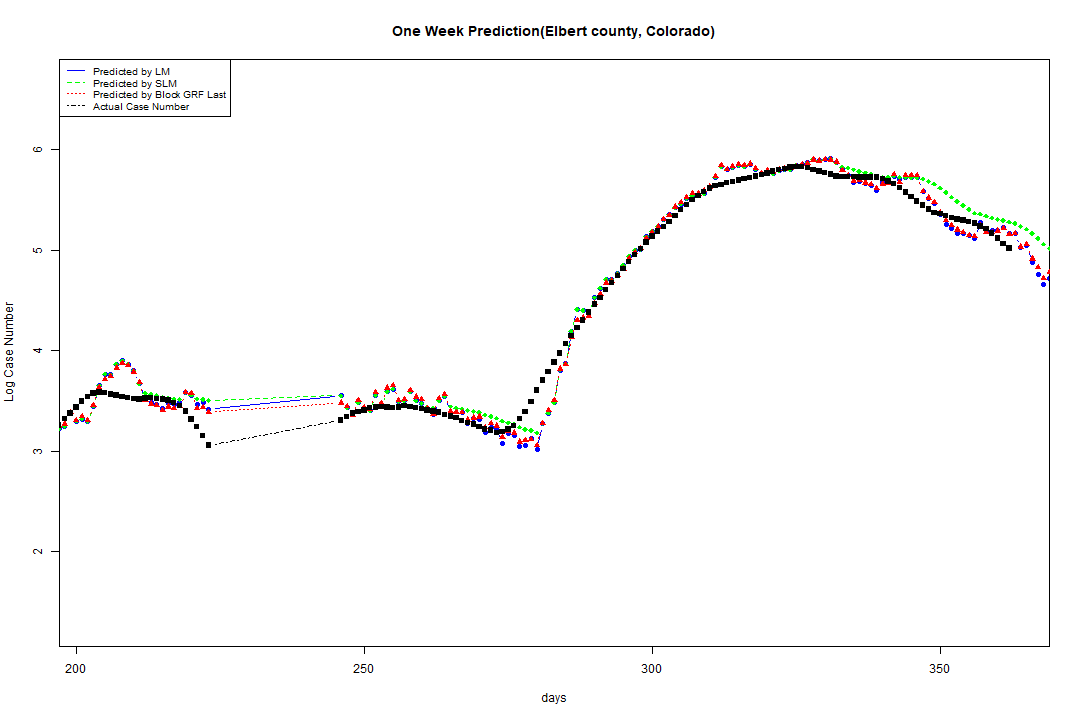 One Week Prediction(Elbert county, Colorado)
Predicted by LM
Predicted by SLM
Predicted by Block GRF Last
Actual Case Number
6
5
4
3
2
Log Case Number
200
250
300
350
days